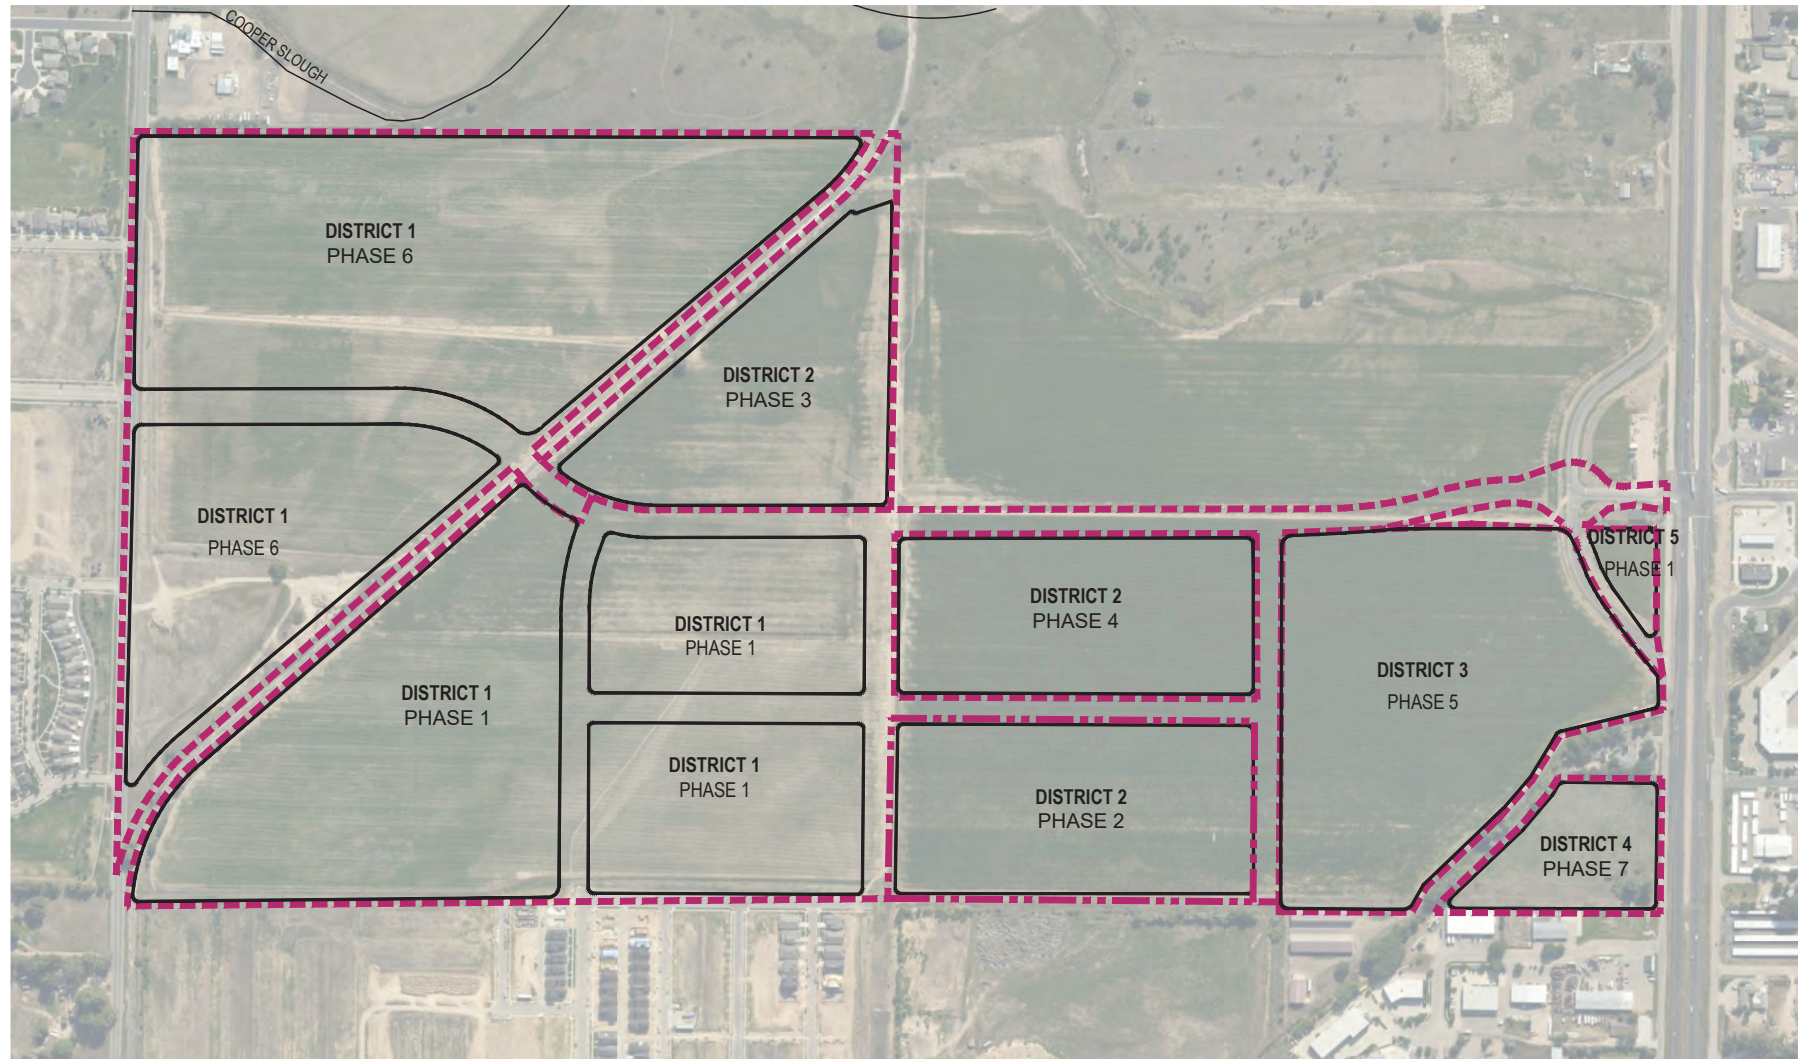 COOPER SLOUGH
DISTRICT 1
PHASE 6
DISTRICT 2
PHASE 3
DISTRICT 1
PHASE 6
DISTRICT 5
PHASE 1
DISTRICT 2
PHASE 4
DISTRICT 1
PHASE 1
DISTRICT 3
PHASE 5
DISTRICT 1
PHASE 1
DISTRICT 1
PHASE 1
DISTRICT 2
PHASE 2
DISTRICT 4
PHASE 7